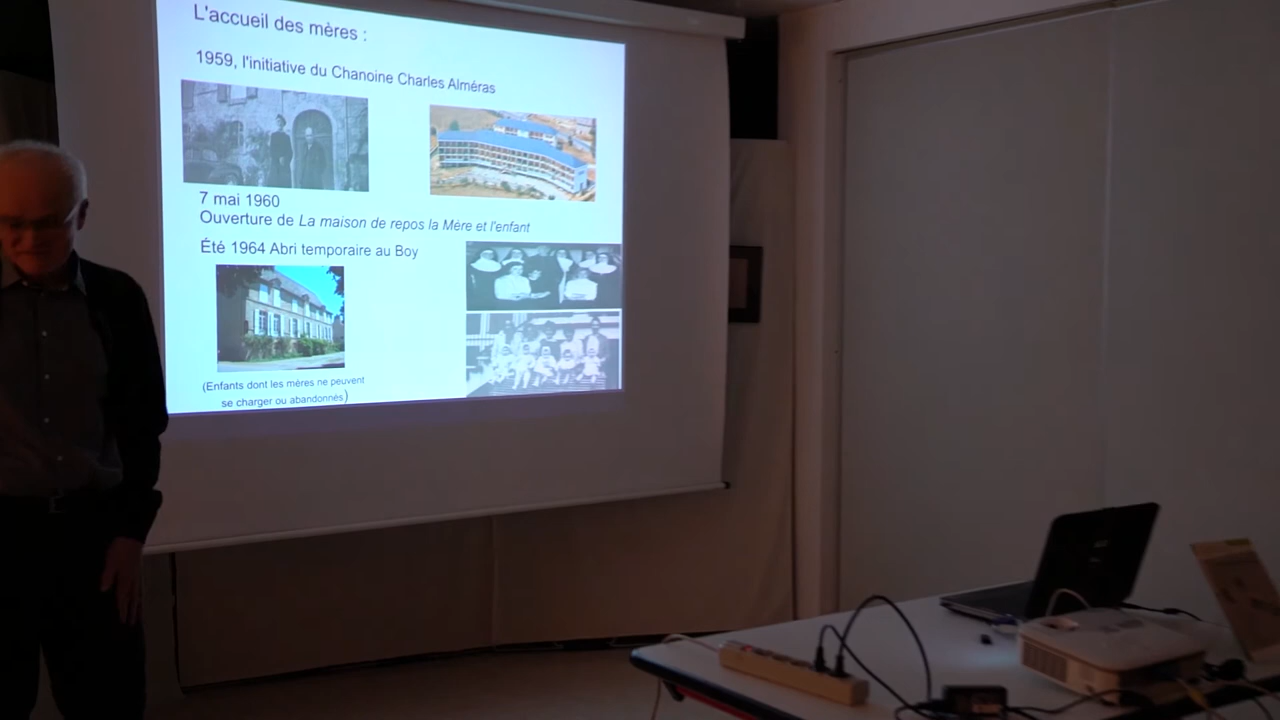 L'accueil des mères :
1959, l'initiative du Chanoine Charles Alméras
7 mai 1960
Ouverture de La maison de repos la Mère et l'enfant
Été 1964 Abri temporaire au Boy
(Enfants dont les mères ne peuvent
se charger ou abandonnés)